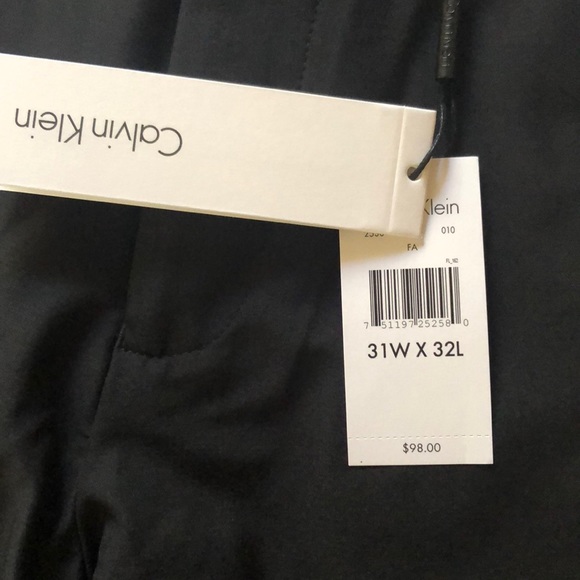 Calvin Klein
Klein
010
FA
7 51197 25258 0
31W X 32L
$98.00